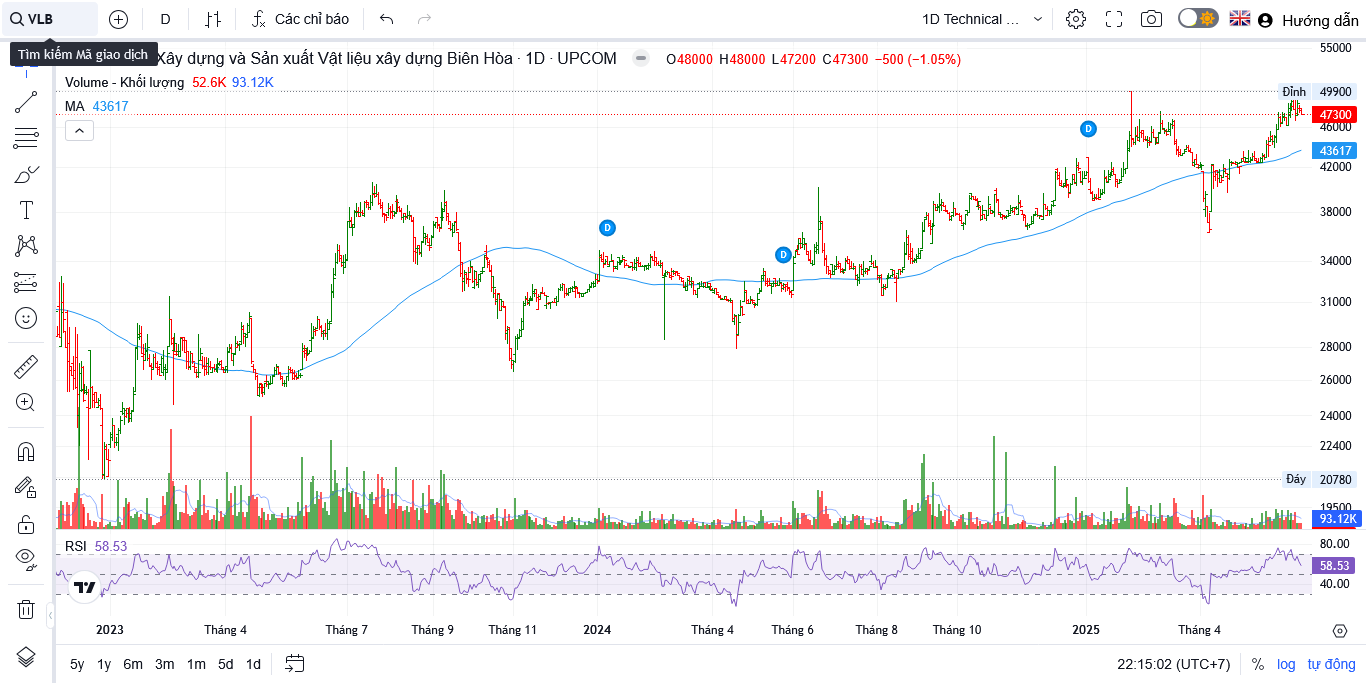 VLB D Các chỉ báo 1D Technical ... Hướng dẫn
Tìm kiếm Mã giao dịch
Xây dựng và Sản xuất Vật liệu xây dựng Biên Hòa · 1D · UPCOM O48000 H48000 L47200 C47300 −500 (−1.05%)
Volume - Khối lượng 52.6K 93.12K
MA 43617
55000
Đỉnh 49900
47300
46000
43617
42000
38000
34000
31000
28000
26000
24000
22400
Đáy 20780
19500
93.12K
D
D
D
RSI 58.53
80.00
58.53
40.00
2023 Tháng 4 Tháng 7 Tháng 9 Tháng 11 2024 Tháng 4 Tháng 6 Tháng 8 Tháng 10 2025 Tháng 4
5y 1y 6m 3m 1m 5d 1d 22:15:02 (UTC+7) % log tự động